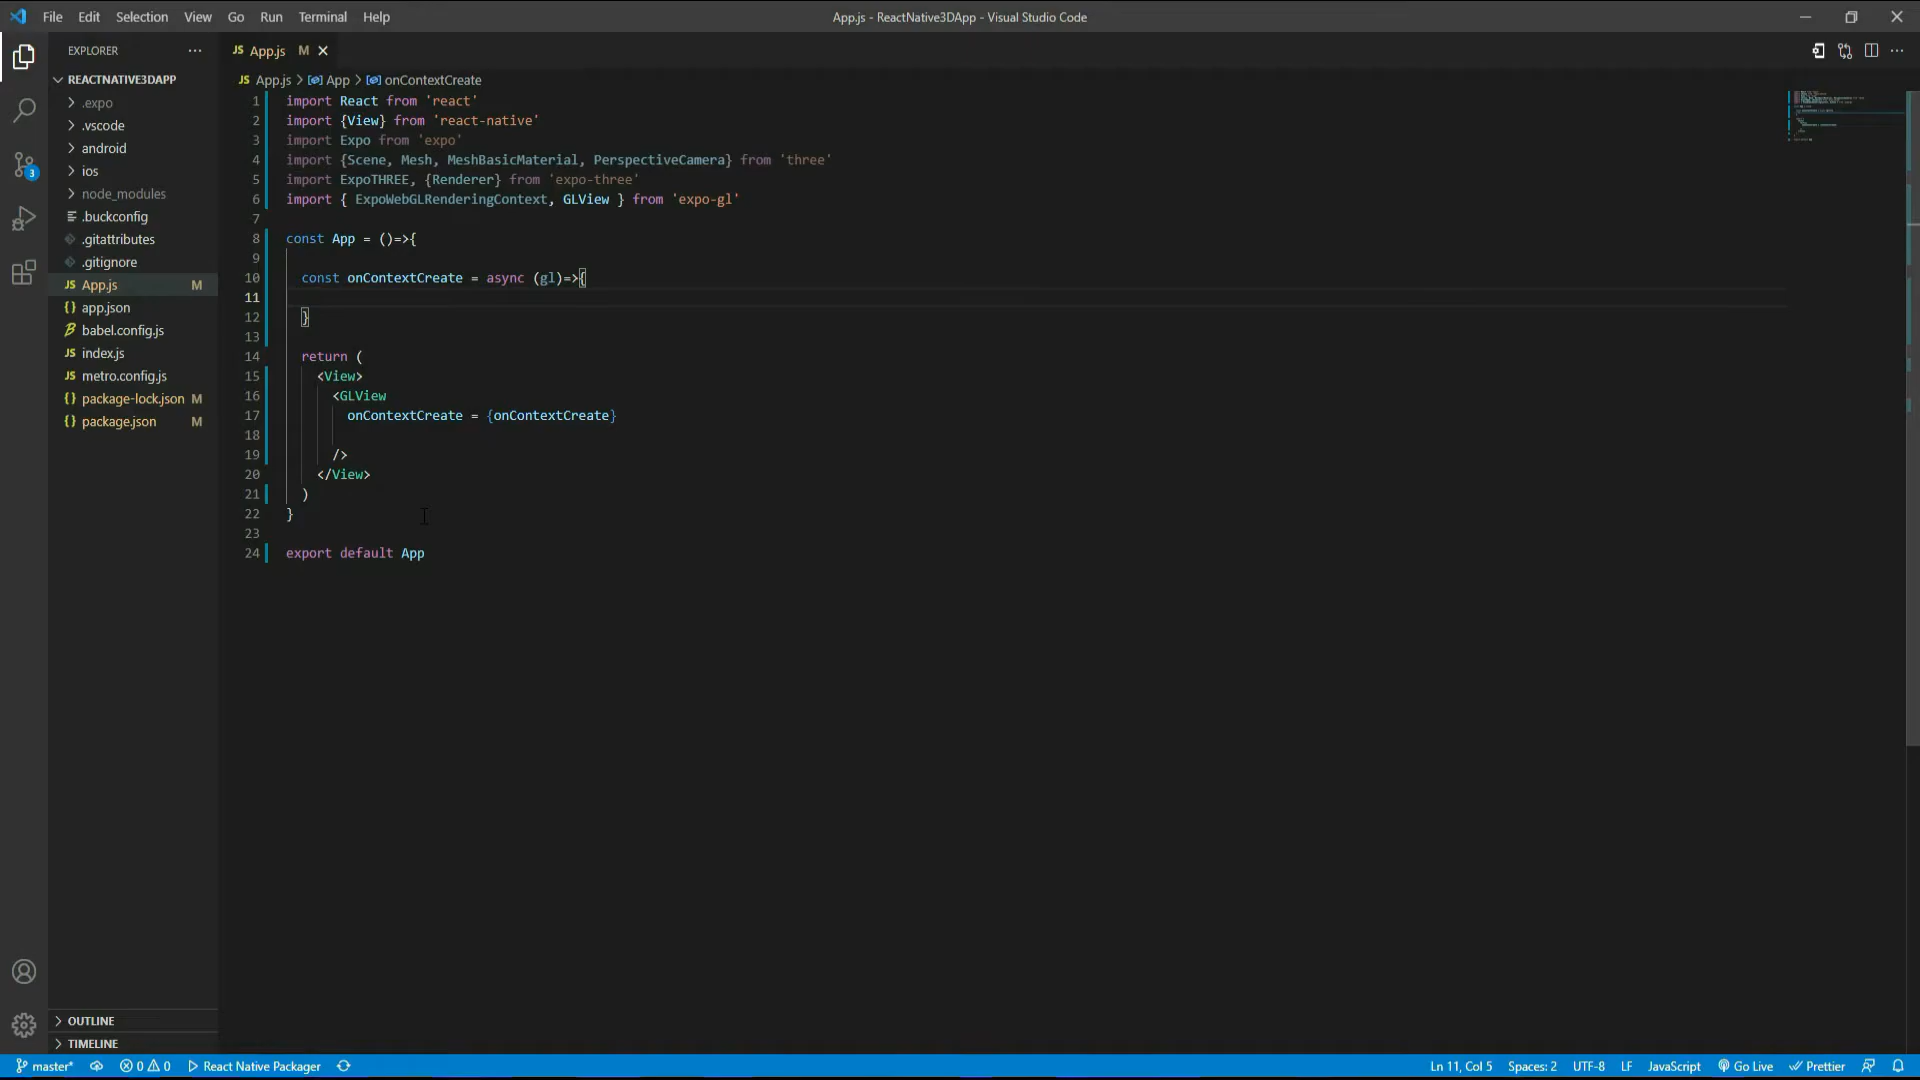 File Edit Selection View Go Run Terminal Help
App.js - ReactNative3DApp - Visual Studio Code
EXPLORER
REACTNATIVE3DAPP
.expo
.vscode
android
ios
node_modules
.buckconfig
.gitattributes
.gitignore
JS App.js M
{} app.json
babel.config.js
JS index.js
JS metro.config.js
{} package-lock.json M
{} package.json M
OUTLINE
TIMELINE
3
JS App.js M
JS App.js > App > onContextCreate
1 import React from 'react'
2 import {View} from 'react-native'
3 import Expo from 'expo'
4 import {Scene, Mesh, MeshBasicMaterial, PerspectiveCamera} from 'three'
5 import ExpoTHREE, {Renderer} from 'expo-three'
6 import { ExpoWebGLRenderingContext, GLView } from 'expo-gl'
7
8 const App = ()=>{
9
10 const onContextCreate = async (gl)=>{
11
12 }
13
14 return (
15 <View>
16 <GLView
17 onContextCreate = {onContextCreate}
18
19 />
20 </View>
21 )
22 }
23
24 export default App
master* 0 0 React Native Packager
Ln 11, Col 5 Spaces: 2 UTF-8 LF JavaScript Go Live Prettier